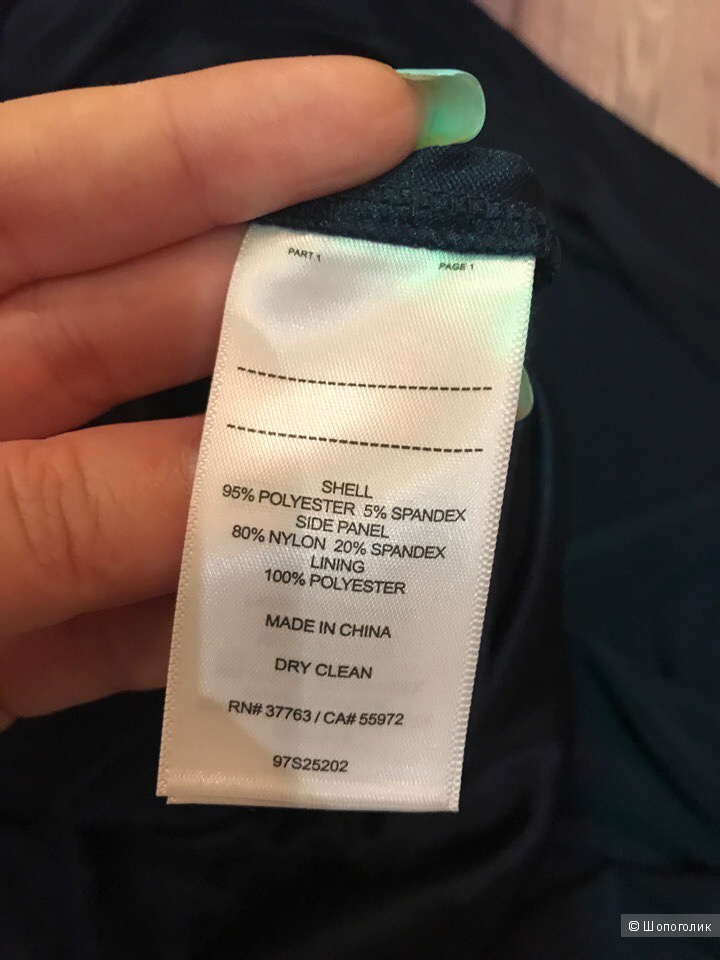 PART 1 PAGE 1
SHELL
95% POLYESTER 5% SPANDEX
SIDE PANEL
80% NYLON 20% SPANDEX
LINING
100% POLYESTER
MADE IN CHINA
DRY CLEAN
RN# 37763 / CA# 55972
97S25202
© Шопоголик